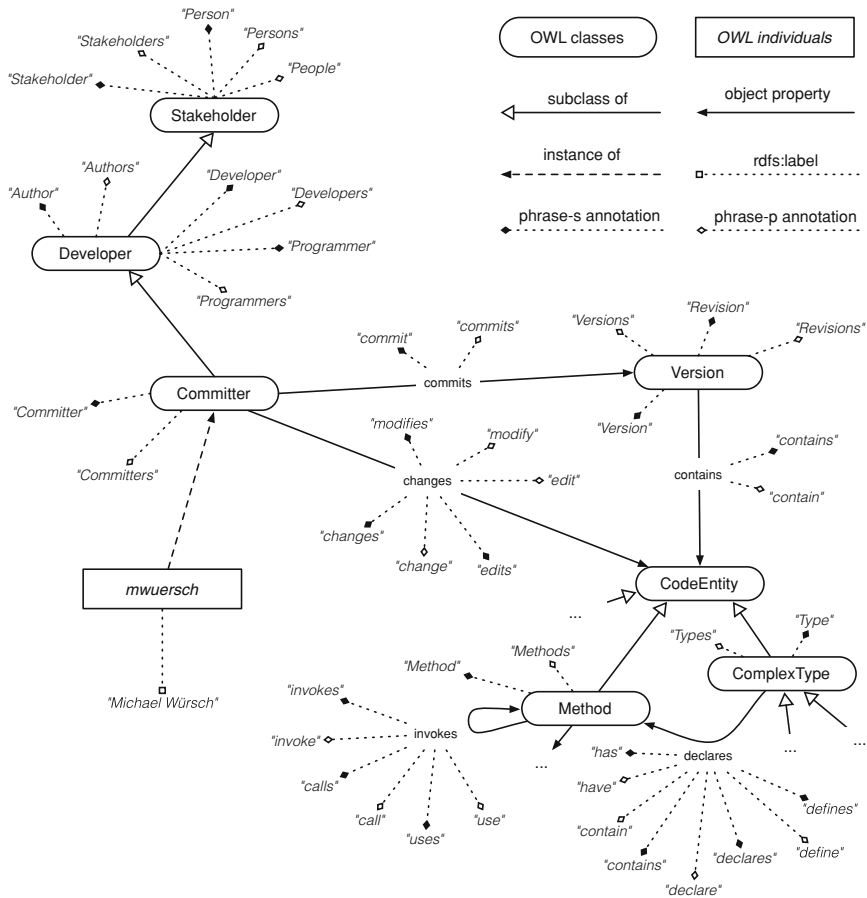 "Person"
"Stakeholders"
"Persons"
"Stakeholder"
"People"
Stakeholder
OWL classes
OWL individuals
subclass of
object property
instance of
rdfs:label
phrase-s annotation
phrase-p annotation
"Authors"
"Author"
"Developer"
"Developers"
"Programmer"
"Programmers"
Developer
"commit"
"commits"
"Versions"
"Revision"
"Revisions"
Committer
commits
Version
"Committer"
"Committers"
"modifies"
"modify"
"Version"
changes
"edit"
"changes"
"change"
"edits"
contains
"contains"
"contain"
mwuersch
"Michael Würsch"
CodeEntity
...
"Types"
"Type"
ComplexType
"Method"
"Methods"
Method
"invokes"
"invoke"
invokes
"calls"
"call"
"uses"
"use"
...
...
...
"has"
declares
"have"
"contain"
"contains"
"declare"
"declares"
"define"
"defines"